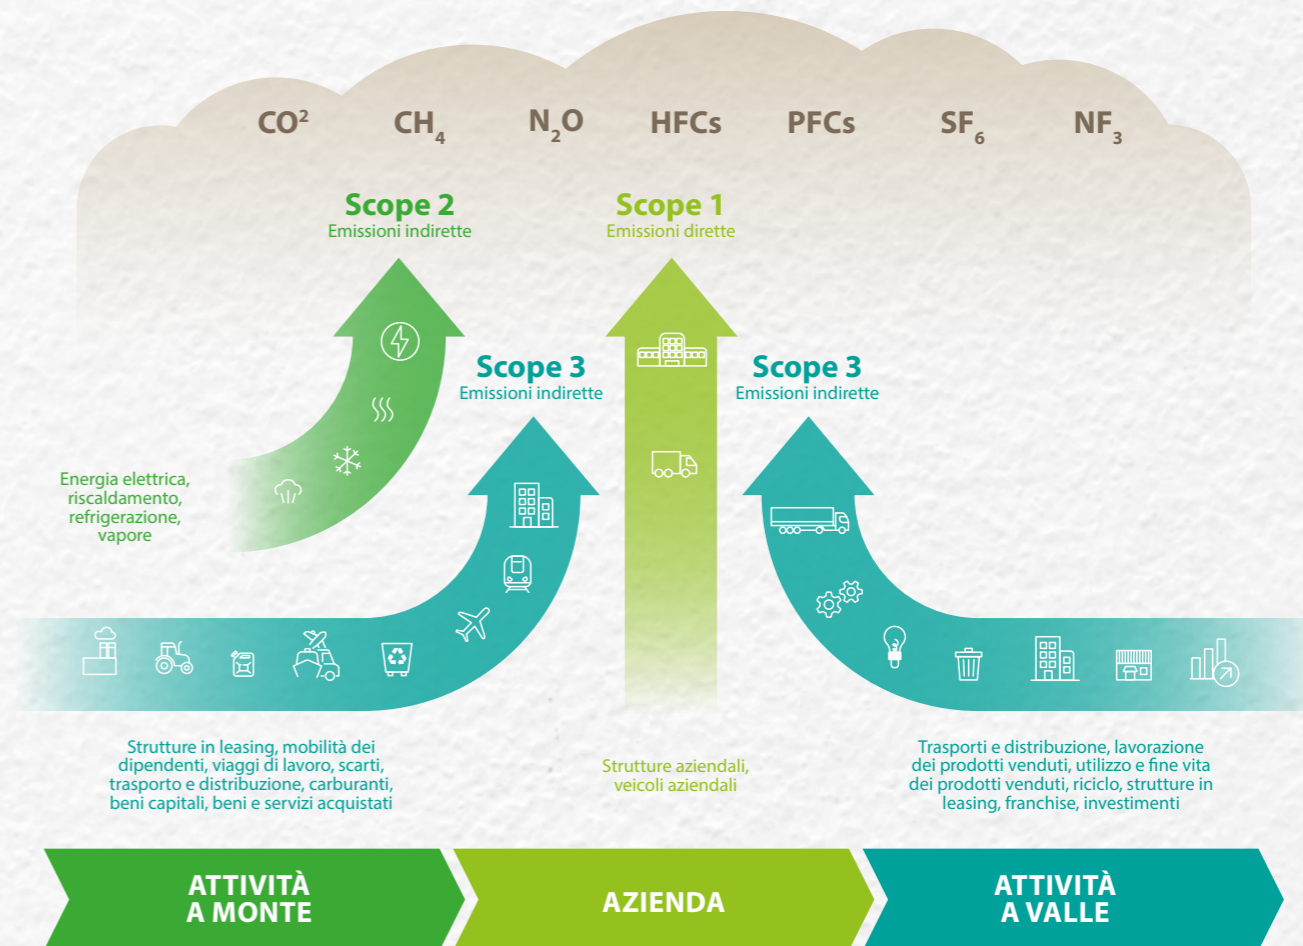 CO² CH₄ N₂O HFCs PFCs SF₆ NF₃
Scope 2
Emissioni indirette
Scope 1
Emissioni dirette
Scope 3
Emissioni indirette
Scope 3
Emissioni indirette
Energia elettrica,
riscaldamento,
refrigerazione,
vapore
Strutture in leasing, mobilità dei
dipendenti, viaggi di lavoro, scarti,
trasporto e distribuzione, carburanti,
beni capitali, beni e servizi acquistati
Strutture aziendali,
veicoli aziendali
Trasporti e distribuzione, lavorazione
dei prodotti venduti, utilizzo e fine vita
dei prodotti venduti, riciclo, strutture in
leasing, franchise, investimenti
ATTIVITÀ
A MONTE
AZIENDA
ATTIVITÀ
A VALLE